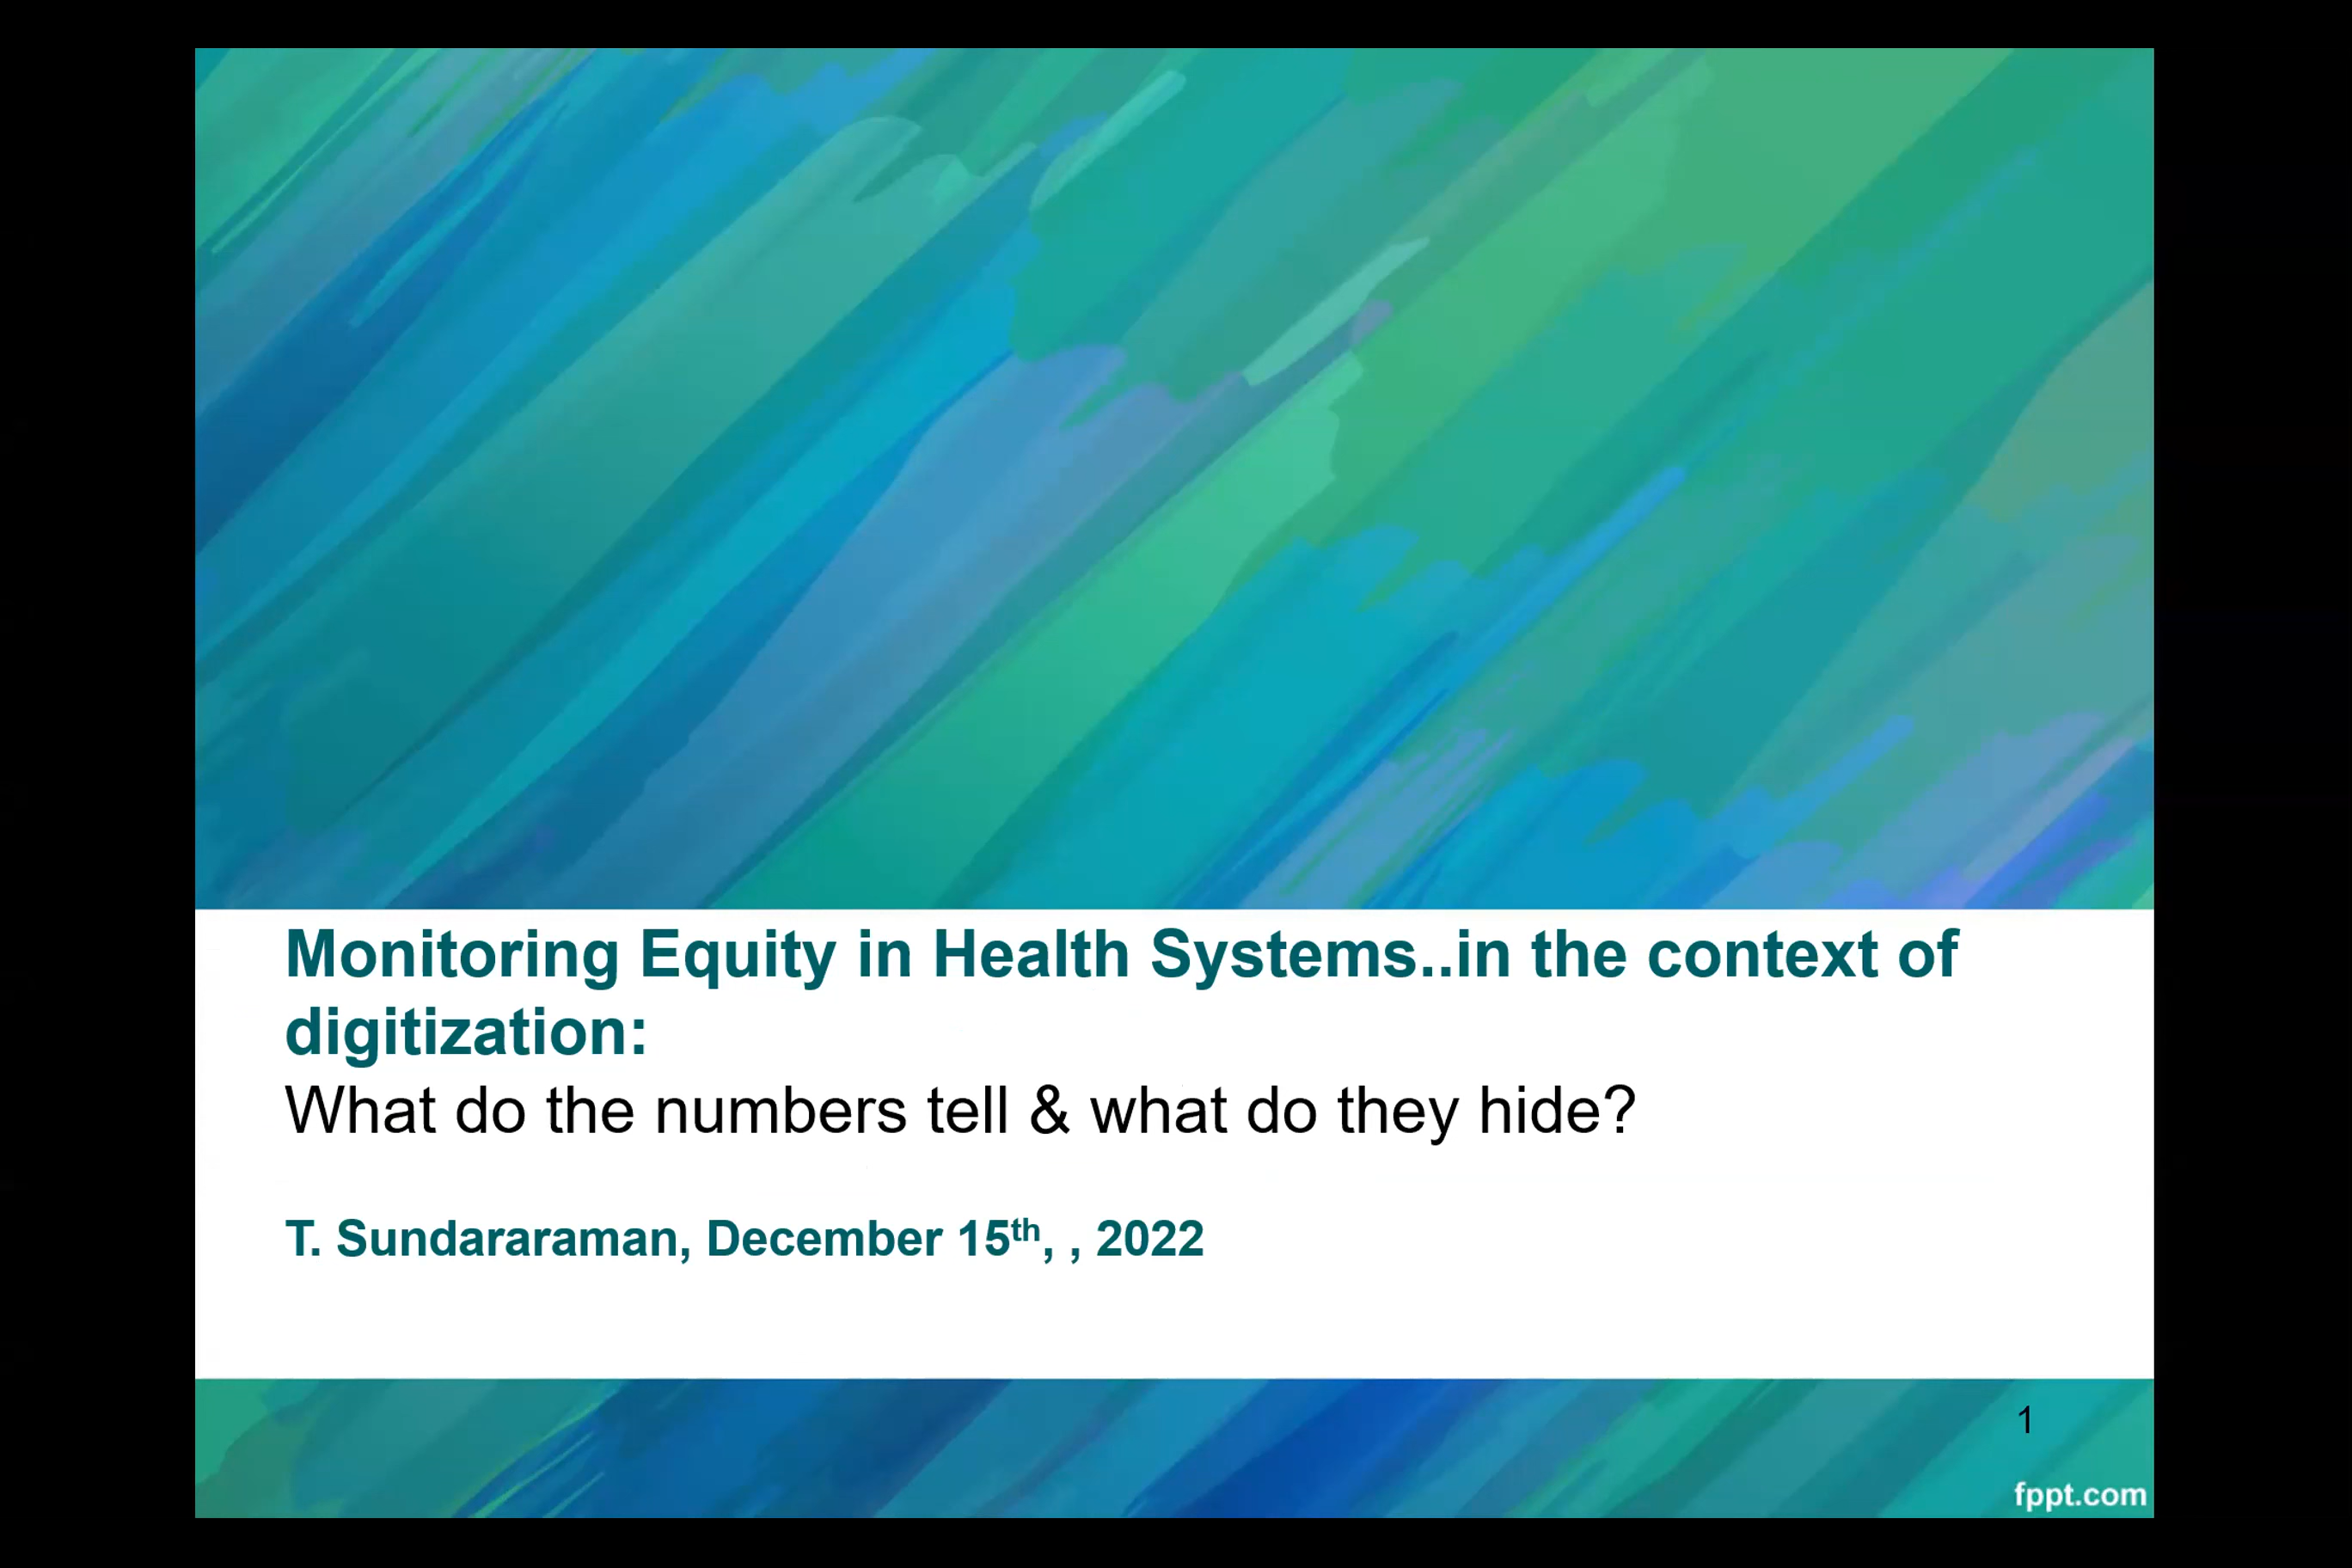 Monitoring Equity in Health Systems..in the context of
digitization:
What do the numbers tell & what do they hide?
T. Sundararaman, December 15th, , 2022
1
fppt.com